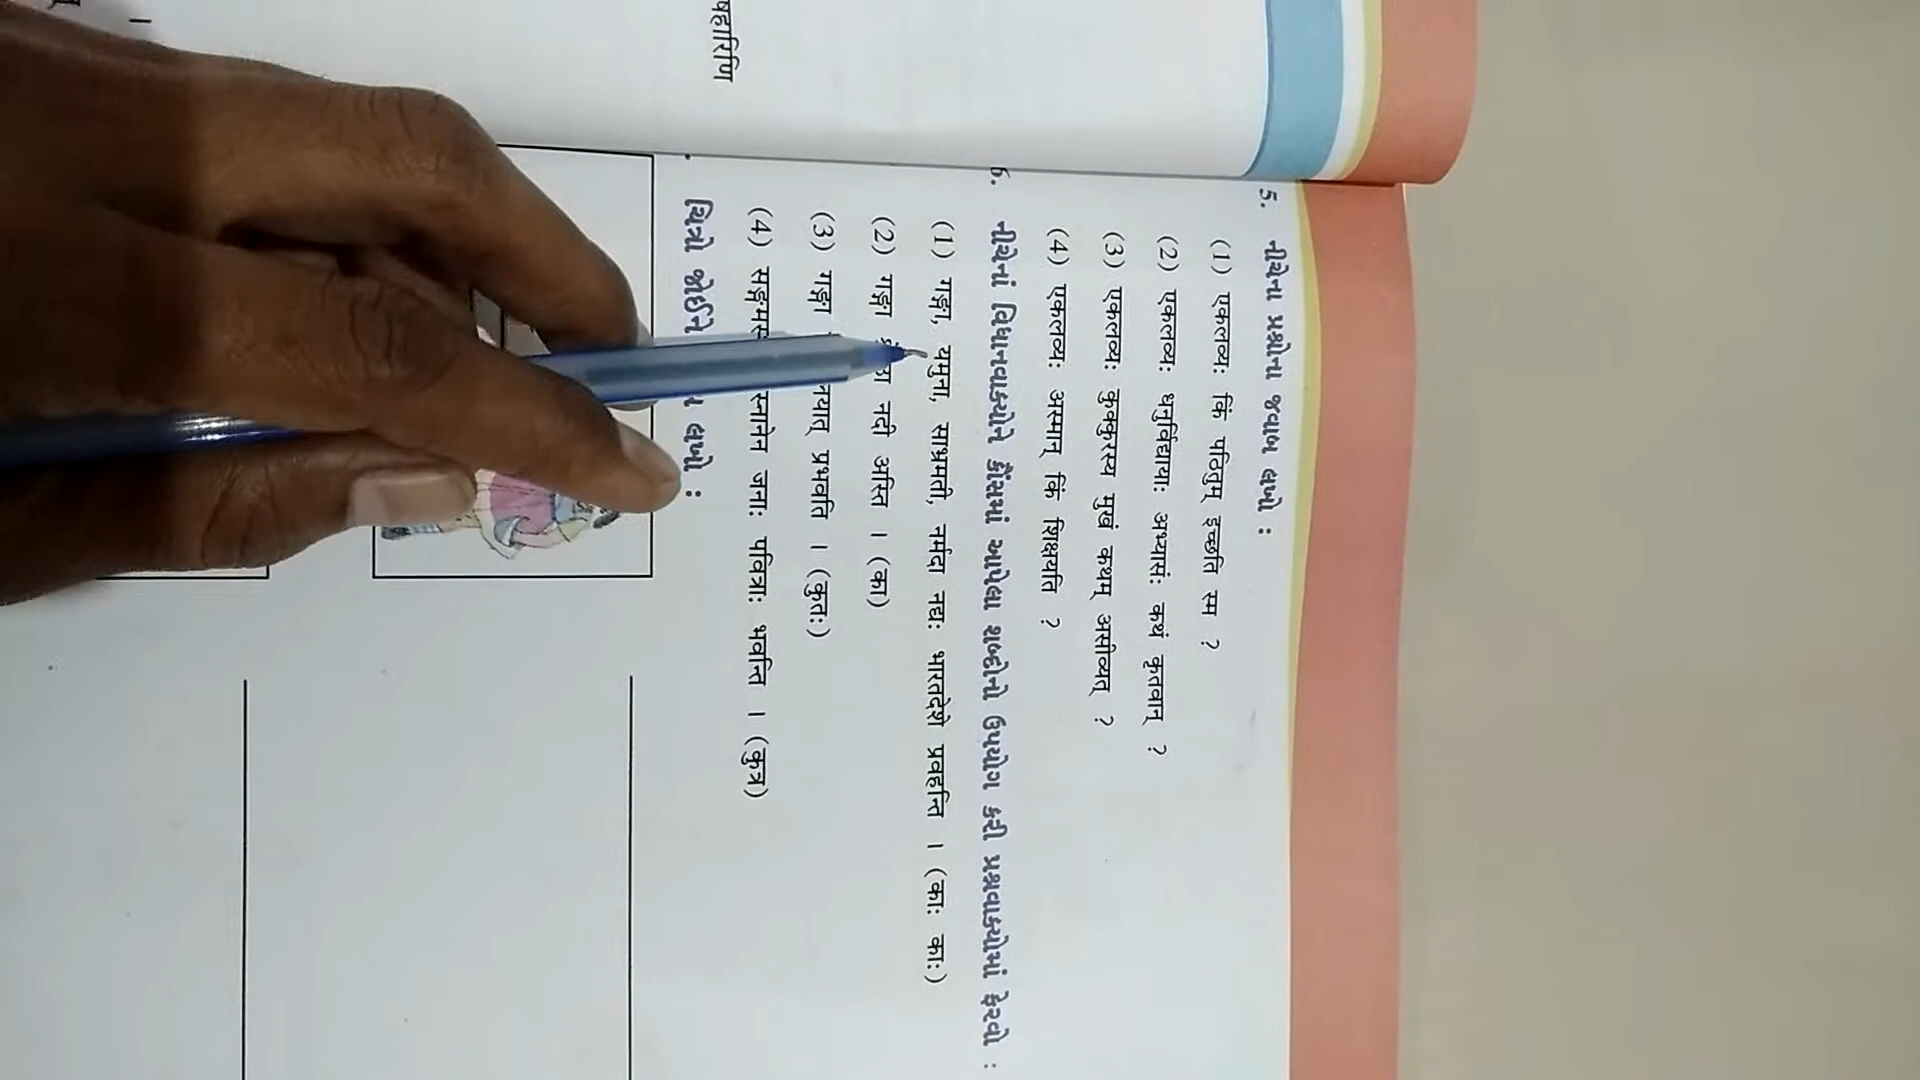 पहारिणि
।
5. નીચેના પ્રશ્નોના જવાબ લખો :
(1) एकलव्यः किं पठितुम् इच्छति स्म ?
(2) एकलव्यः धनुर्विद्यायाः अभ्यासं: कथं कृतवान् ?
(3) एकलव्यः कुक्कुरस्य मुखं कथम् असीव्यत् ?
(4) एकलव्यः अस्मान् किं शिक्षयति ?
6. નીચેનાં વિધાનવાક્યોને કૌંસમાં આપેલા શબ્દોનો ઉપયોગ કરી પ્રશ્નવાક્યોમાં ફેરવો :
(1) गङ्गा, यमुना, साभ्रमती, नर्मदा नद्यः भारतदेशे प्रवहन्ति । (काः काः)
(2) गङ्गा नदी अस्ति । (का)
(3) गङ्गा प्रभवति । (कुतः)
(4) स्नानेन जनाः पवित्राः भवन्ति । (कुत्र)
ચિત્રો જોઈને લખો :